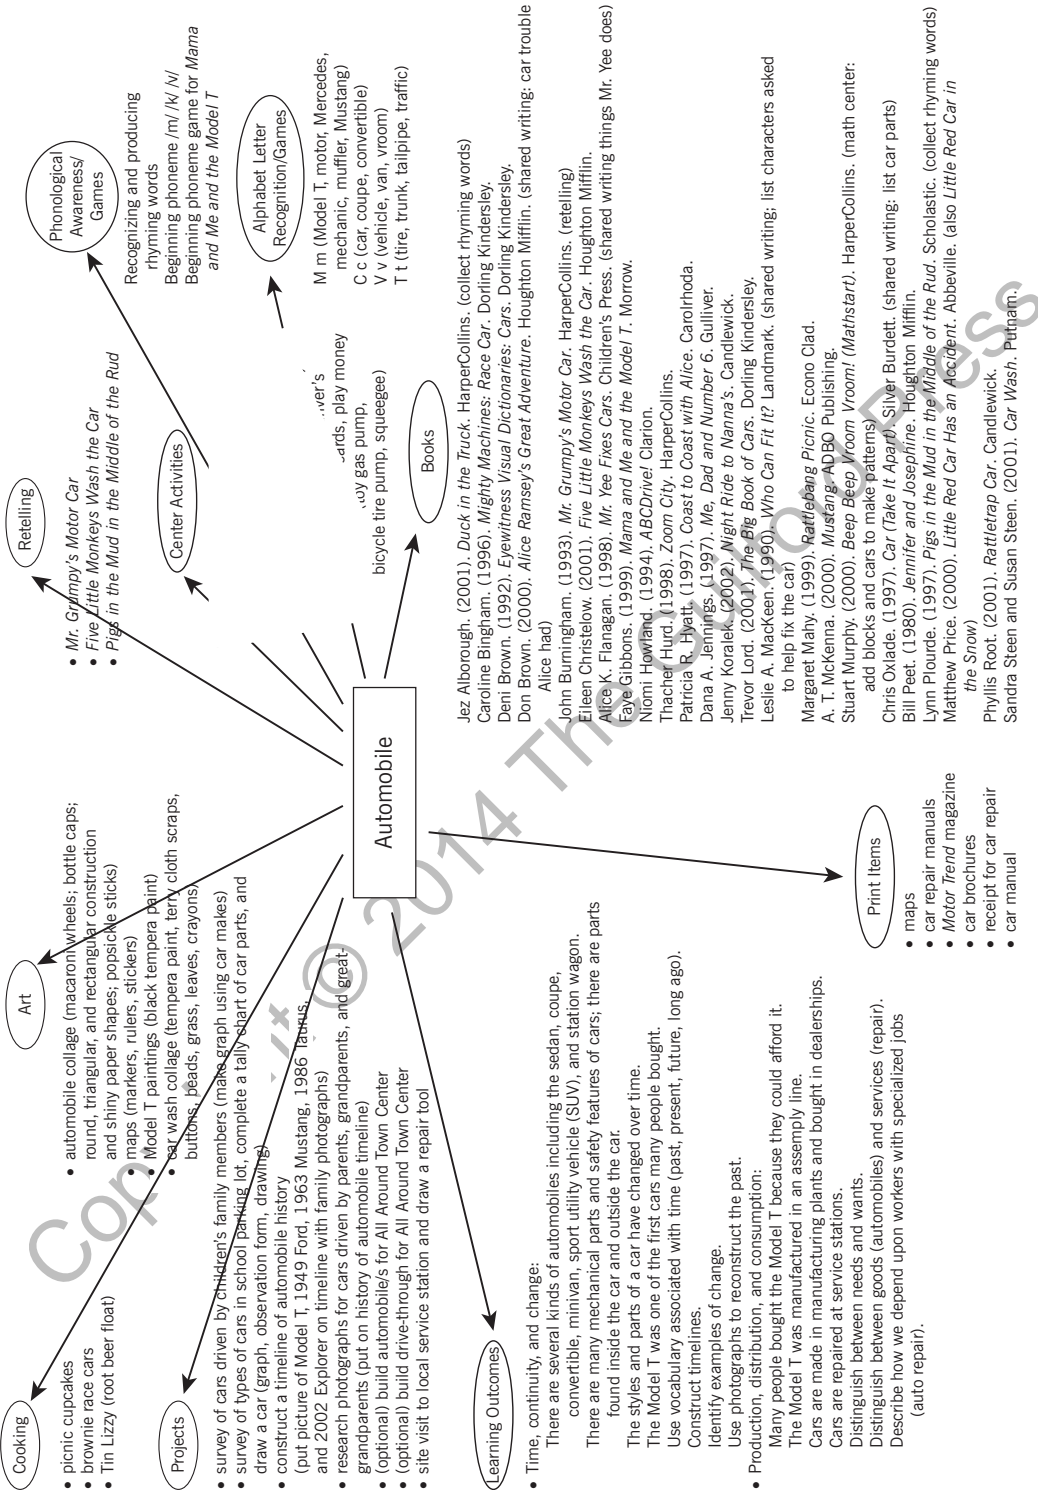 Cooking
• picnic cupcakes
• brownie race cars
• Tin Lizzy (root beer float)
Art
• automobile collage (macaroni wheels; bottle caps;
round, triangular, and rectangular construction
and shiny paper shapes; popsickle sticks)
• maps (markers, rulers, stickers)
• Model T paintings (black tempera paint)
• car wash collage (tempera paint, terry cloth scraps,
buttons, beads, grass, leaves, crayons)
Retelling
• Mr. Grumpy's Motor Car
• Five Little Monkeys Wash the Car
• Pigs in the Mud in the Middle of the Rud
Phonological
Awareness/
Games
Recognizing and producing
rhyming words
Beginning phoneme /m/ /k/ /v/
Beginning phoneme game for Mama
and Me and the Model T
Projects
• survey of cars driven by children's family members (make graph using car makes)
• survey of types of cars in school parking lot, complete a tally chart of car parts, and
draw a car (graph, observation form, drawing)
• construct a timeline of automobile history
(put picture of Model T, 1949 Ford, 1963 Mustang, 1986 Taurus,
and 2002 Explorer on timeline with family photographs)
• research photographs for cars driven by parents, grandparents, and great-
grandparents (put on history of automobile timeline)
• (optional) build automobile/s for All Around Town Center
• (optional) build drive-through for All Around Town Center
• site visit to local service station and draw a repair tool
Center Activities
ards, play money
gas pump,
bicycle tire pump, squeegee)
Alphabet Letter
Recognition/Games
M m (Model T, motor, Mercedes,
mechanic, muffler, Mustang)
C c (car, coupe, convertible)
V v (vehicle, van, vroom)
T t (tire, trunk, tailpipe, traffic)
Automobile
Books
Jez Alborough. (2001). Duck in the Truck. HarperCollins. (collect rhyming words)
Caroline Bingham. (1996). Mighty Machines: Race Car. Dorling Kindersley.
Deni Brown. (1992). Eyewitness Visual Dictionaries: Cars. Dorling Kindersley.
Don Brown. (2000). Alice Ramsey's Great Adventure. Houghton Mifflin. (shared writing: car trouble
Alice had)
John Burningham. (1993). Mr. Grumpy's Motor Car. HarperCollins. (retelling)
Eileen Christelow. (2001). Five Little Monkeys Wash the Car. Houghton Mifflin.
Alice K. Flanagan. (1998). Mr. Yee Fixes Cars. Children's Press. (shared writing things Mr. Yee does)
Faye Gibbons. (1999). Mama and Me and the Model T. Morrow.
Niomi Howland. (1994). ABCDrive! Clarion.
Thacher Hurd. (1998). Zoom City. HarperCollins.
Patricia R. Hyatt. (1997). Coast to Coast with Alice. Carolrhoda.
Dana A. Jennings. (1997). Me, Dad and Number 6. Gulliver.
Jenny Koralek. (2002). Night Ride to Nanna's. Candlewick.
Trevor Lord. (2001). The Big Book of Cars. Dorling Kindersley.
Leslie A. MacKeen. (1990). Who Can Fit It? Landmark. (shared writing; list characters asked
to help fix the car)
Margaret Mahy. (1999). Rattlebang Picnic. Econo Clad.
A. T. McKenna. (2000). Mustang. ADBO Publishing.
Stuart Murphy. (2000). Beep Beep Vroom Vroom! (Mathstart). HarperCollins. (math center:
add blocks and cars to make patterns)
Chris Oxlade. (1997). Car (Take It Apart). Silver Burdett. (shared writing: list car parts)
Bill Peet. (1980). Jennifer and Josephine. Houghton Mifflin.
Lynn Plourde. (1997). Pigs in the Mud in the Middle of the Rud. Scholastic. (collect rhyming words)
Matthew Price. (2000). Little Red Car Has an Accident. Abbeville. (also Little Red Car in
the Snow)
Phyllis Root. (2001). Rattletrap Car. Candlewick.
Sandra Steen and Susan Steen. (2001). Car Wash. Putnam.
Learning Outcomes
• Time, continuity, and change:
There are several kinds of automobiles including the sedan, coupe,
convertible, minivan, sport utility vehicle (SUV), and station wagon.
There are many mechanical parts and safety features of cars; there are parts
found inside the car and outside the car.
The styles and parts of a car have changed over time.
The Model T was one of the first cars many people bought.
Use vocabulary associated with time (past, present, future, long ago).
Construct timelines.
Identify examples of change.
Use photographs to reconstruct the past.
• Production, distribution, and consumption:
Many people bought the Model T because they could afford it.
The Model T was manufactured in an assembly line.
Cars are made in manufacturing plants and bought in dealerships.
Cars are repaired at service stations.
Distinguish between needs and wants.
Distinguish between goods (automobiles) and services (repair).
Describe how we depend upon workers with specialized jobs
(auto repair).
Print Items
• maps
• car repair manuals
• Motor Trend magazine
• car brochures
• receipt for car repair
• car manual
© 2014 The Guilford Press